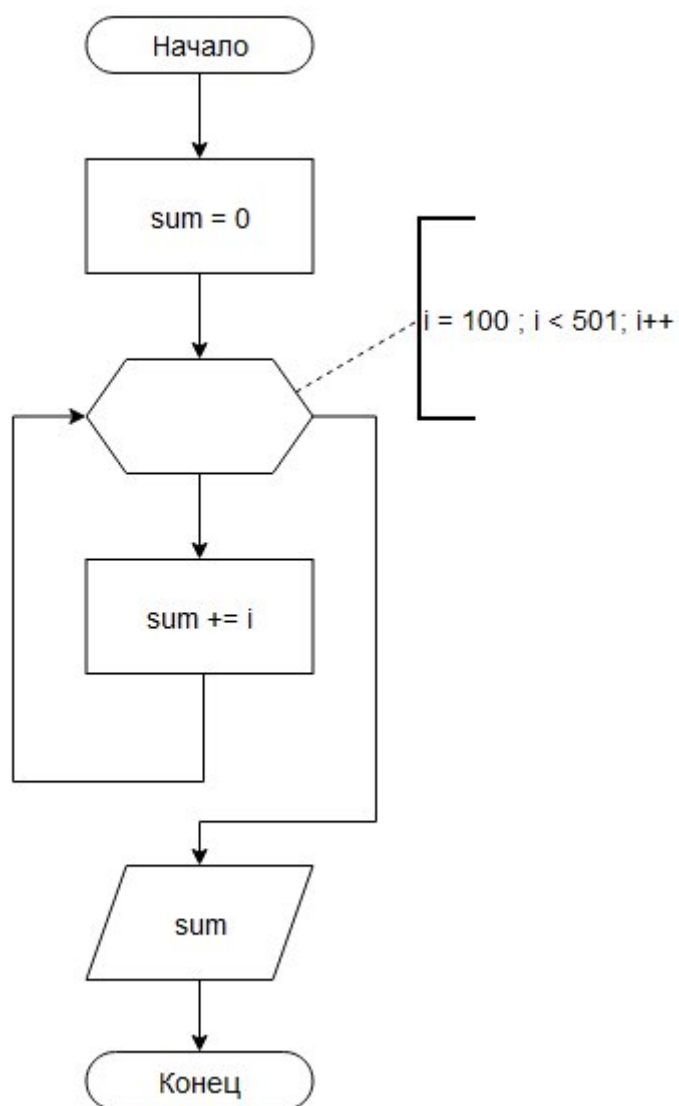 Начало
sum = 0
i = 100 ; i < 501; i++
sum += i
sum
Конец